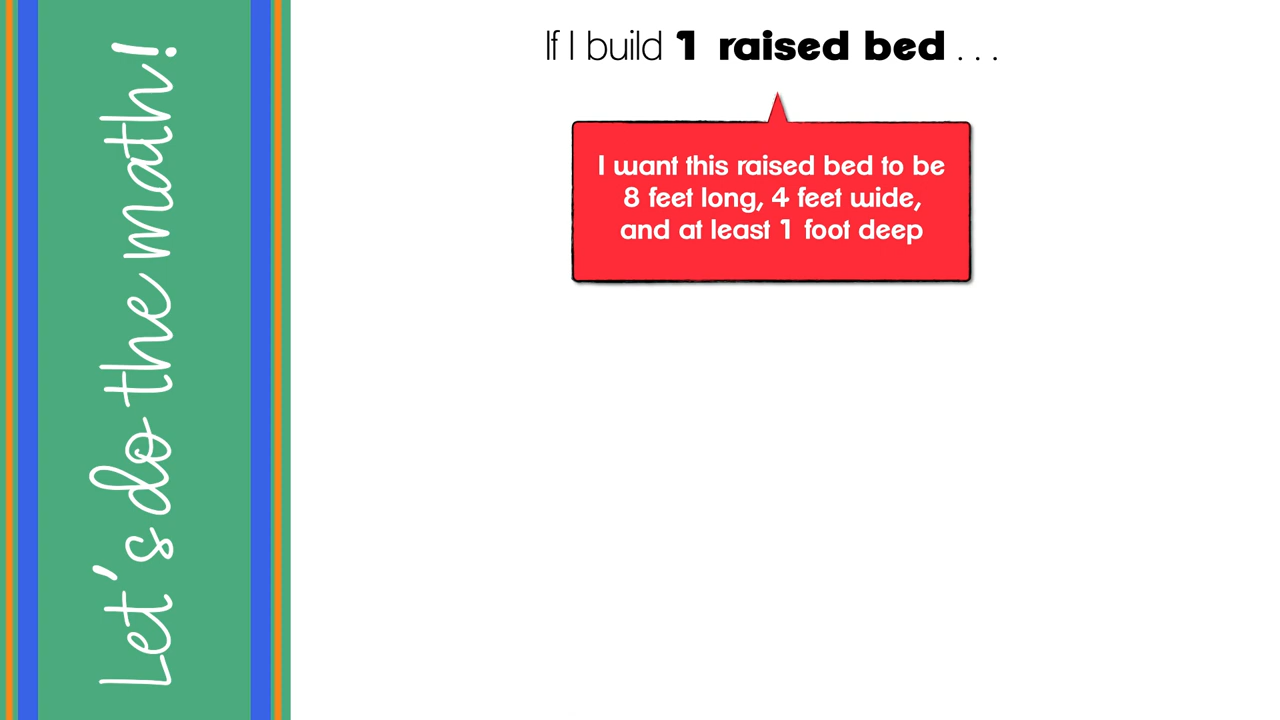 Let's do the math!
If I build 1 raised bed . . .
I want this raised bed to be
8 feet long, 4 feet wide,
and at least 1 foot deep